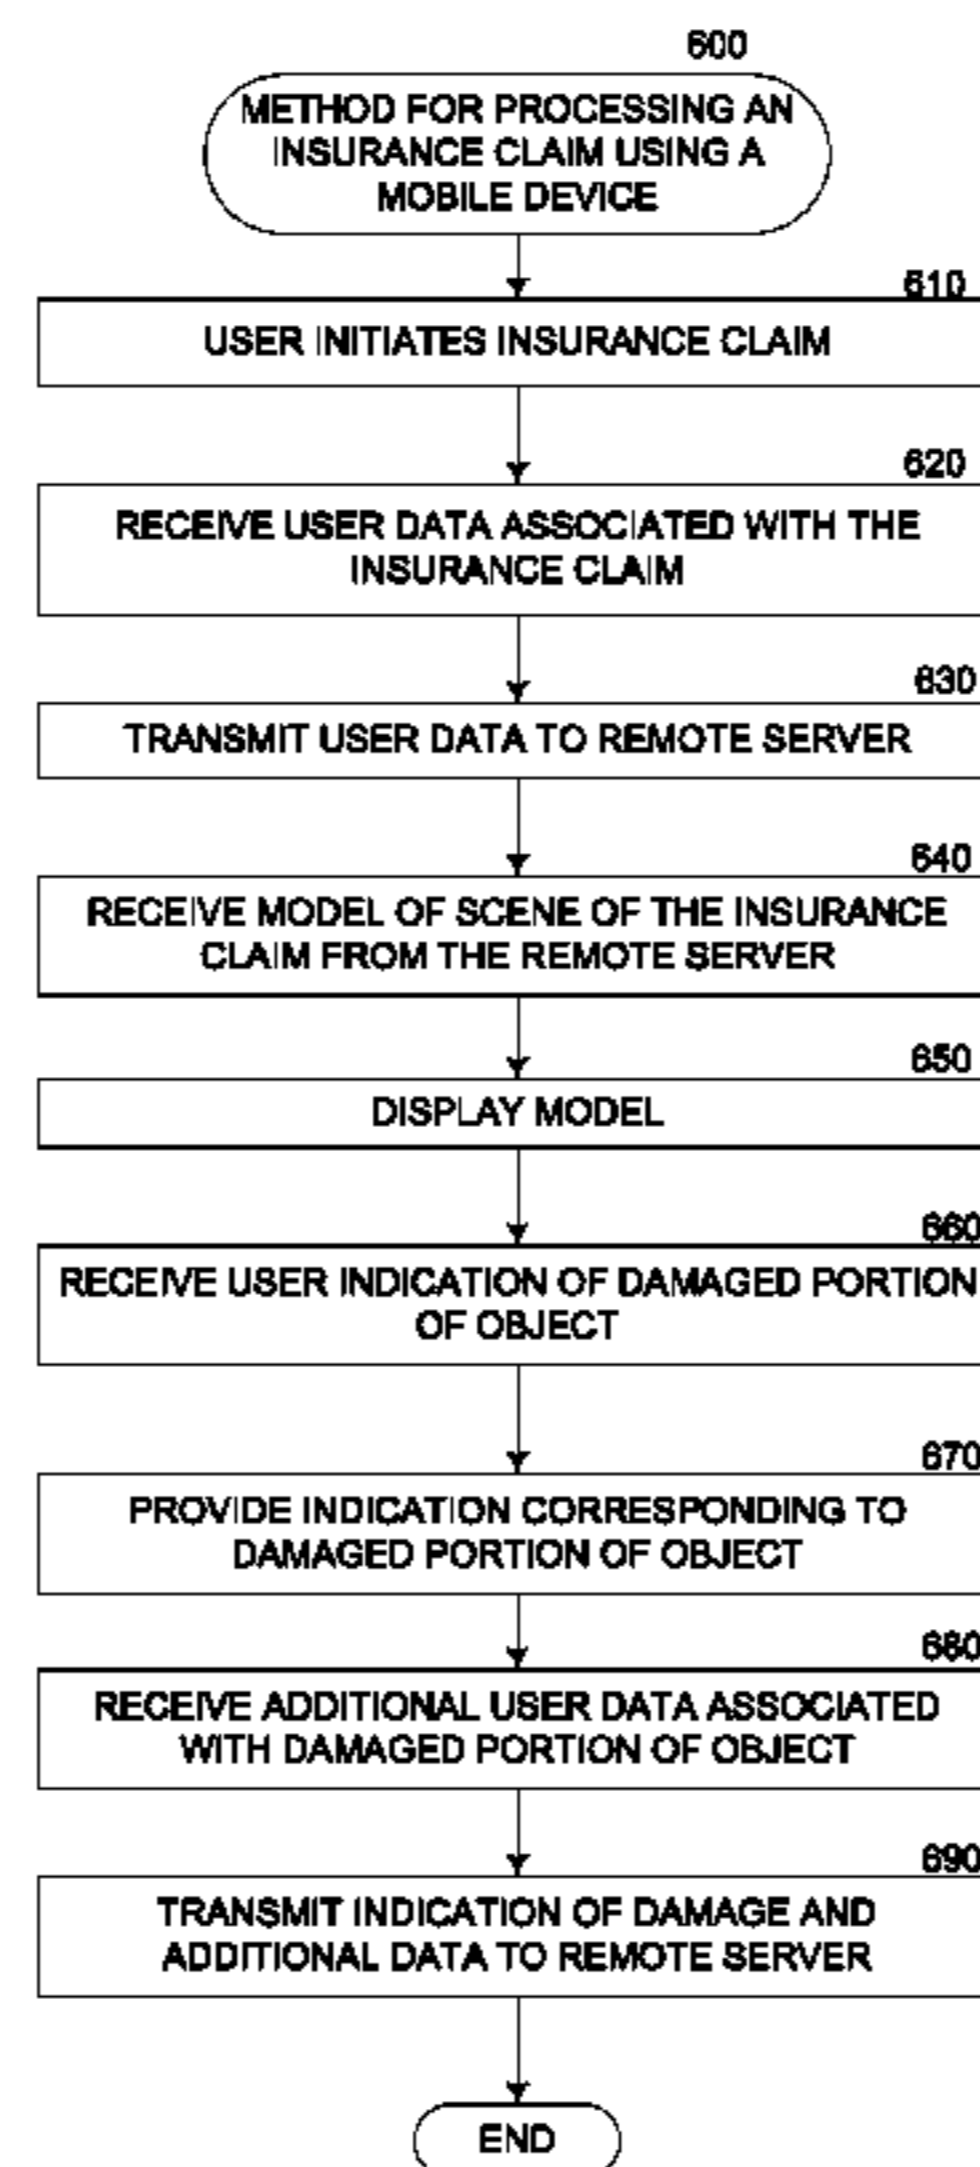 600
METHOD FOR PROCESSING AN
INSURANCE CLAIM USING A
MOBILE DEVICE
610
USER INITIATES INSURANCE CLAIM
620
RECEIVE USER DATA ASSOCIATED WITH THE
INSURANCE CLAIM
630
TRANSMIT USER DATA TO REMOTE SERVER
640
RECEIVE MODEL OF SCENE OF THE INSURANCE
CLAIM FROM THE REMOTE SERVER
650
DISPLAY MODEL
660
RECEIVE USER INDICATION OF DAMAGED PORTION
OF OBJECT
670
PROVIDE INDICATION CORRESPONDING TO
DAMAGED PORTION OF OBJECT
680
RECEIVE ADDITIONAL USER DATA ASSOCIATED
WITH DAMAGED PORTION OF OBJECT
690
TRANSMIT INDICATION OF DAMAGE AND
ADDITIONAL DATA TO REMOTE SERVER
END